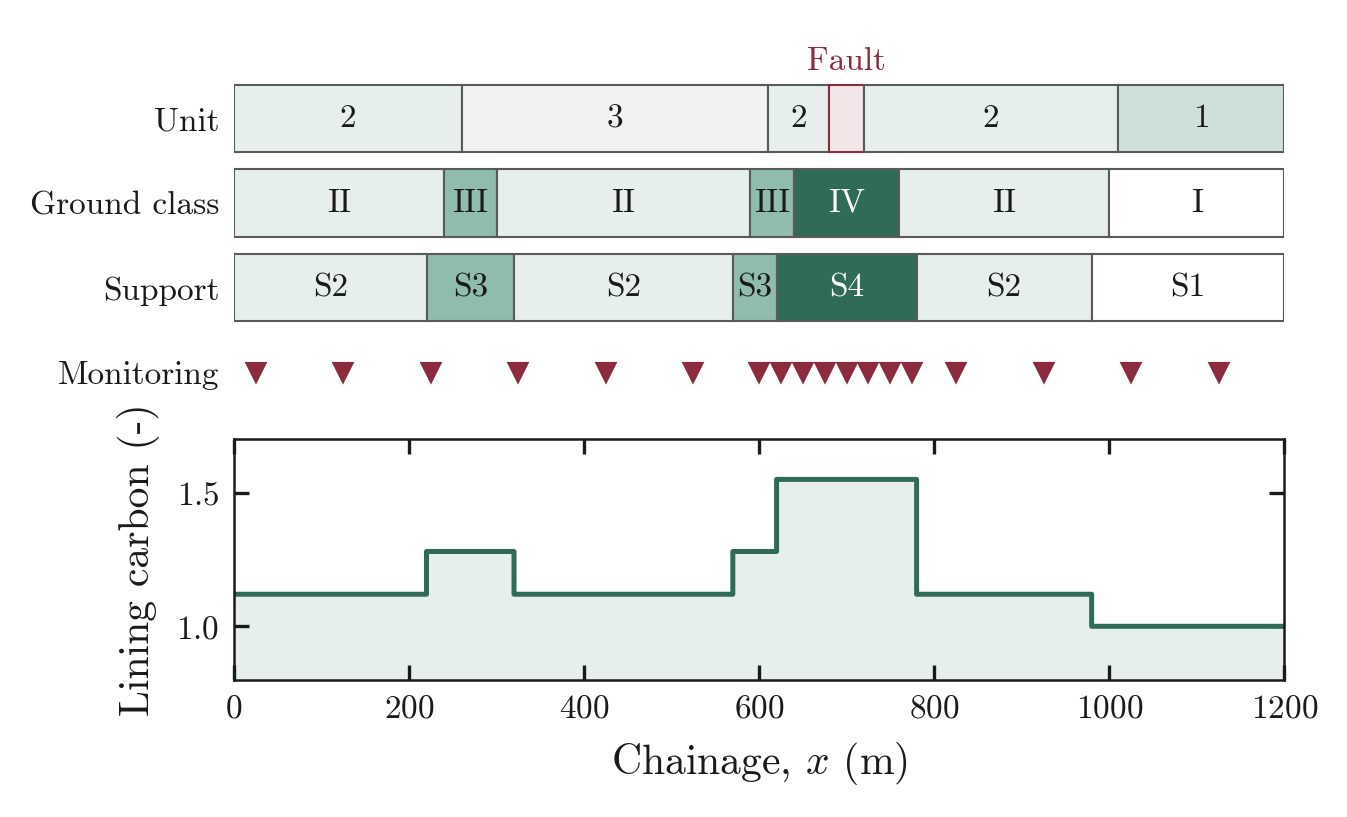 Fault
Unit 2 3 2 2 1
Ground class II III II III IV II I
Support S2 S3 S2 S3 S4 S2 S1
Monitoring
Lining carbon (-)
1.5
1.0
0 200 400 600 800 1000 1200
Chainage, x (m)